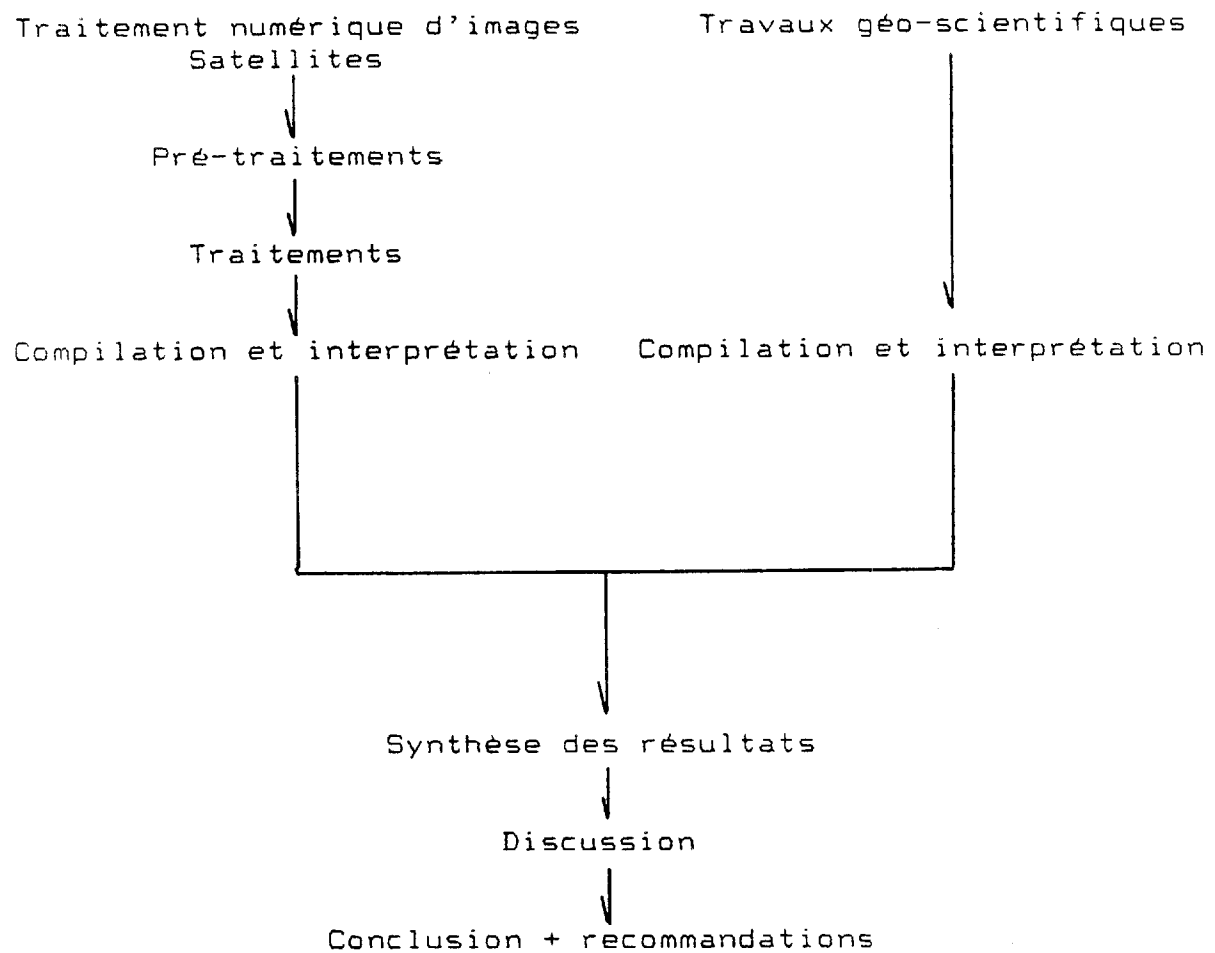 Traitement numérique d'images
Satellites
Travaux géo-scientifiques
Pré-traitements
Traitements
Compilation et interprétation
Compilation et interprétation
Synthèse des résultats
Discussion
Conclusion + recommandations